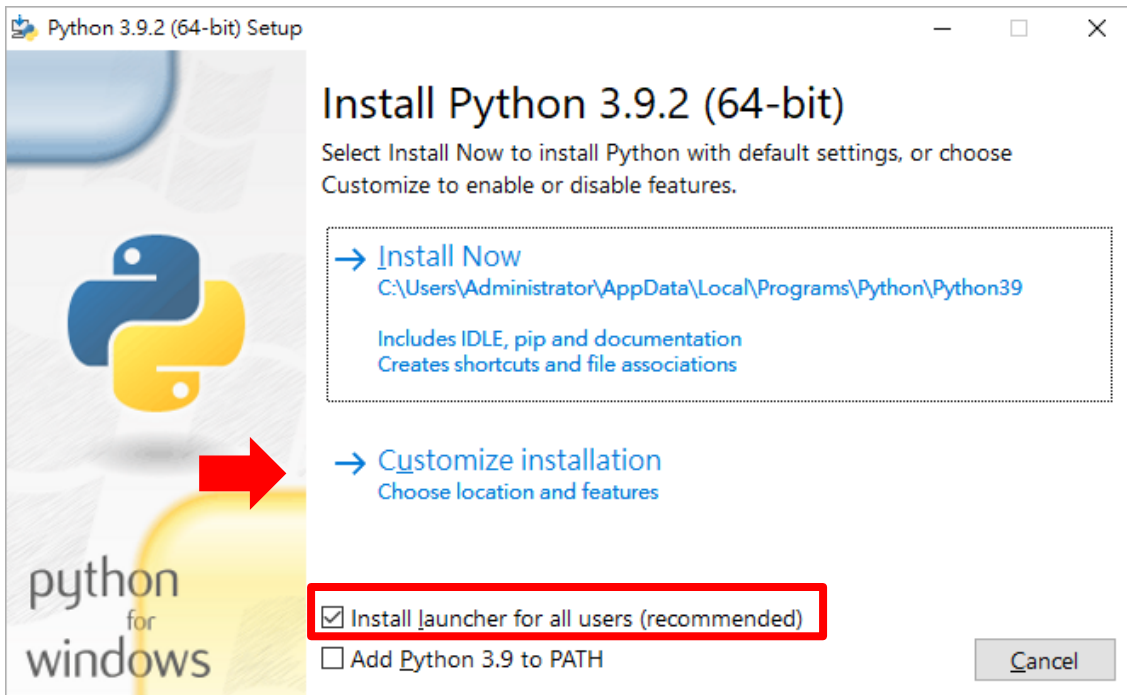 Python 3.9.2 (64-bit) Setup
Install Python 3.9.2 (64-bit)
Select Install Now to install Python with default settings, or choose
Customize to enable or disable features.
Install Now
C:\Users\Administrator\AppData\Local\Programs\Python\Python39
Includes IDLE, pip and documentation
Creates shortcuts and file associations
Customize installation
Choose location and features
python
for
windows
Install launcher for all users (recommended)
Add Python 3.9 to PATH
Cancel